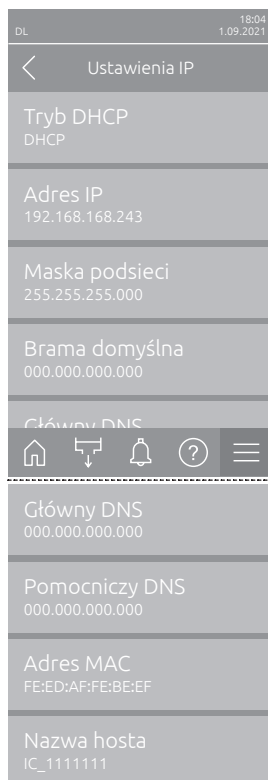 18:04
DL
1.09.2021
Ustawienia IP
Tryb DHCP
DHCP
Adres IP
192.168.168.243
Maska podsieci
255.255.255.000
Brama domyślna
000.000.000.000
Główny DNS
?
Główny DNS
000.000.000.000
Pomocniczy DNS
000.000.000.000
Adres MAC
FE:ED:AF:FE:BE:EF
Nazwa hosta
IC_1111111